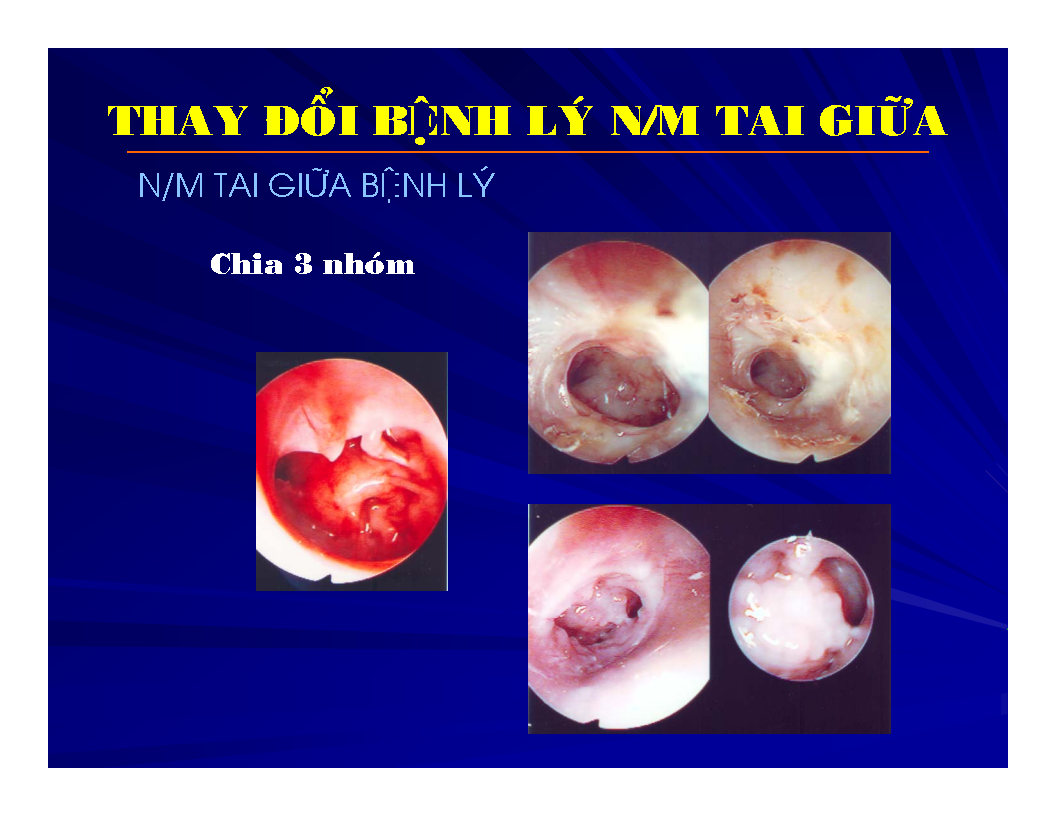 THAY ĐỔI BỆNH LÝ N/M TAI GIỮA
N/M TAI GIỮA BỆNH LÝ
Chia 3 nhóm